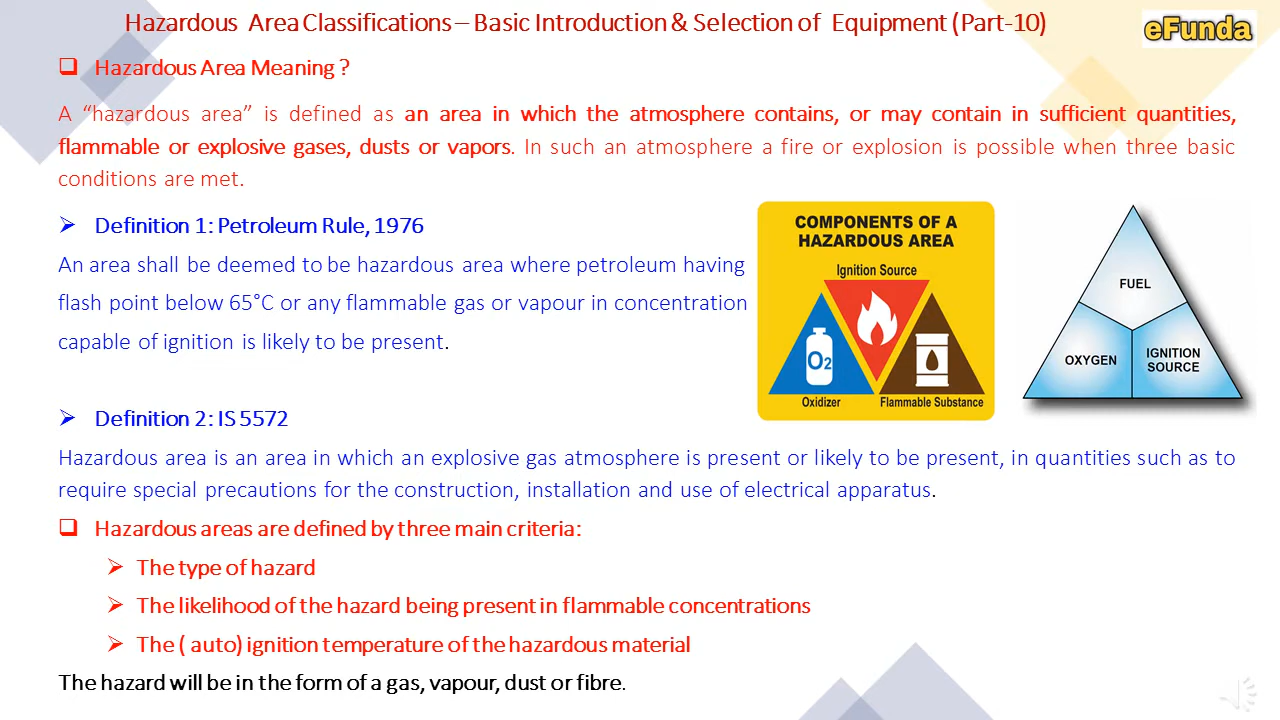 Hazardous Area Classifications – Basic Introduction & Selection of Equipment (Part-10)
eFunda
Hazardous Area Meaning ?
A “hazardous area” is defined as an area in which the atmosphere contains, or may contain in sufficient quantities,
flammable or explosive gases, dusts or vapors. In such an atmosphere a fire or explosion is possible when three basic
conditions are met.
Definition 1: Petroleum Rule, 1976
An area shall be deemed to be hazardous area where petroleum having
flash point below 65°C or any flammable gas or vapour in concentration
capable of ignition is likely to be present.
COMPONENTS OF A
HAZARDOUS AREA
Ignition Source
O2
Oxidizer
Flammable Substance
FUEL
OXYGEN
IGNITION
SOURCE
Definition 2: IS 5572
Hazardous area is an area in which an explosive gas atmosphere is present or likely to be present, in quantities such as to
require special precautions for the construction, installation and use of electrical apparatus.
Hazardous areas are defined by three main criteria:
The type of hazard
The likelihood of the hazard being present in flammable concentrations
The ( auto) ignition temperature of the hazardous material
The hazard will be in the form of a gas, vapour, dust or fibre.